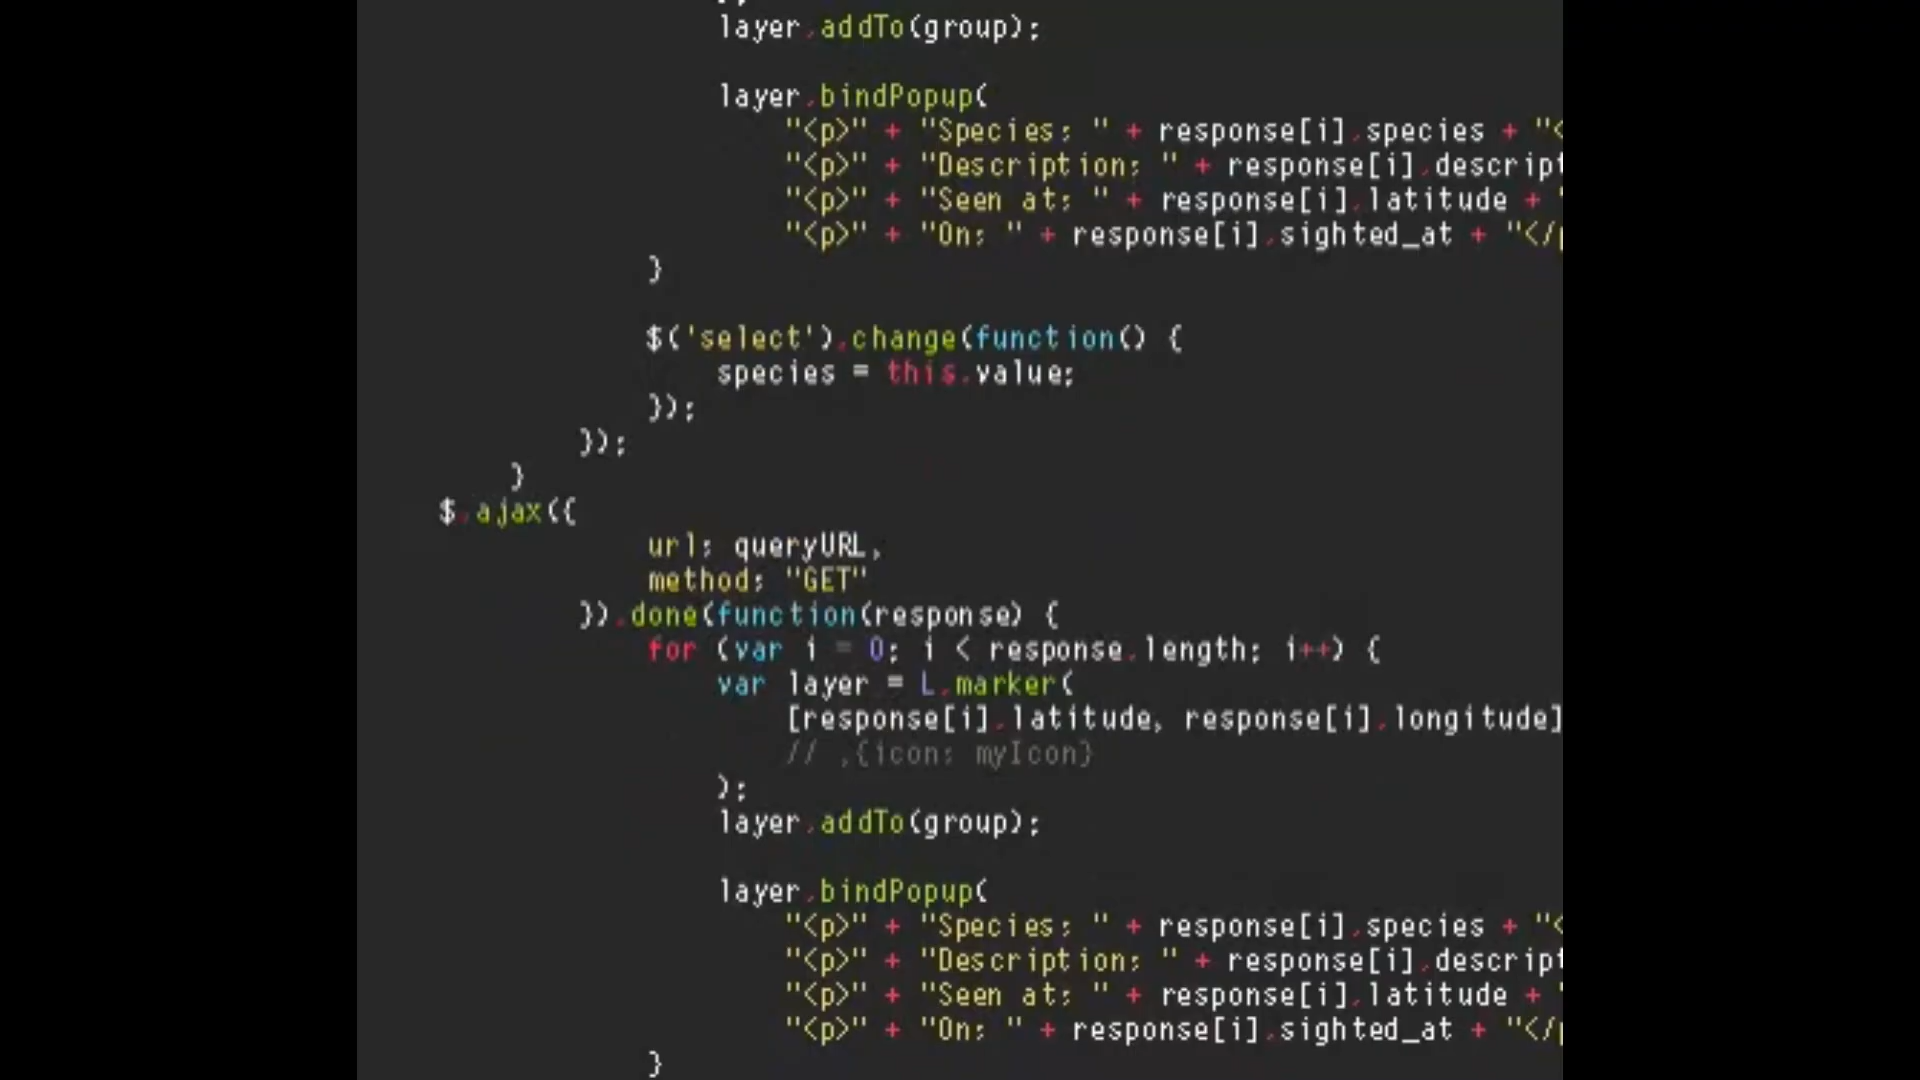 layer.addTo(group);
layer.bindPopup(
"<p>" + "Species: " + response[i].species + "<
"<p>" + "Description: " + response[i].descript
"<p>" + "Seen at: " + response[i].latitude + "
"<p>" + "On: " + response[i].sighted_at + "</p
}
$('select').change(function() {
species = this.value;
});
});
}
$.ajax({
url: queryURL,
method: "GET"
}).done(function(response) {
for (var i = 0; i < response.length; i++) {
var layer = L.marker(
[response[i].latitude, response[i].longitude]
// ,{icon: myIcon}
);
layer.addTo(group);
layer.bindPopup(
"<p>" + "Species: " + response[i].species + "<
"<p>" + "Description: " + response[i].descript
"<p>" + "Seen at: " + response[i].latitude + "
"<p>" + "On: " + response[i].sighted_at + "</p
}